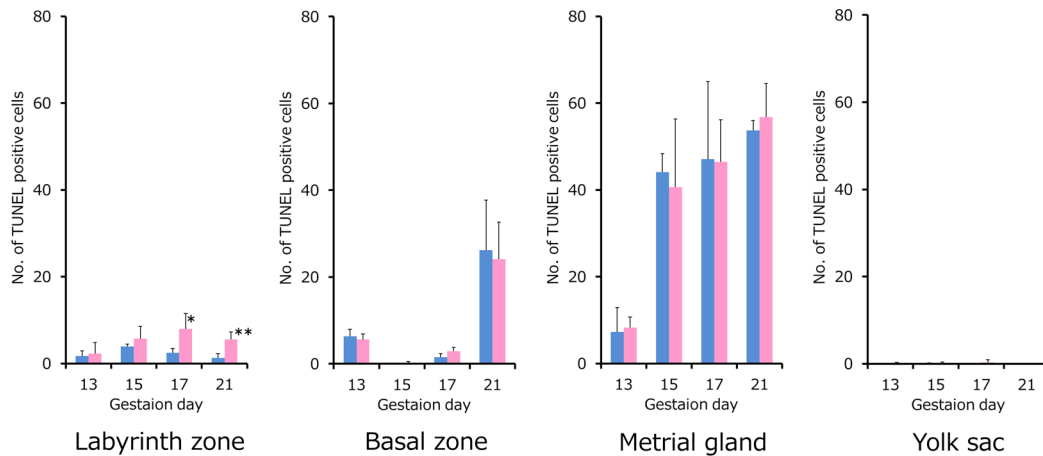 80
60
40
20
0
No. of TUNEL positive cells
* **
13 15 17 21
Gestaion day
Labyrinth zone
80
60
40
20
0
No. of TUNEL positive cells
13 15 17 21
Gestaion day
Basal zone
80
60
40
20
0
No. of TUNEL positive cells
13 15 17 21
Gestaion day
Metrial gland
80
60
40
20
0
No. of TUNEL positive cells
13 15 17 21
Gestaion day
Yolk sac